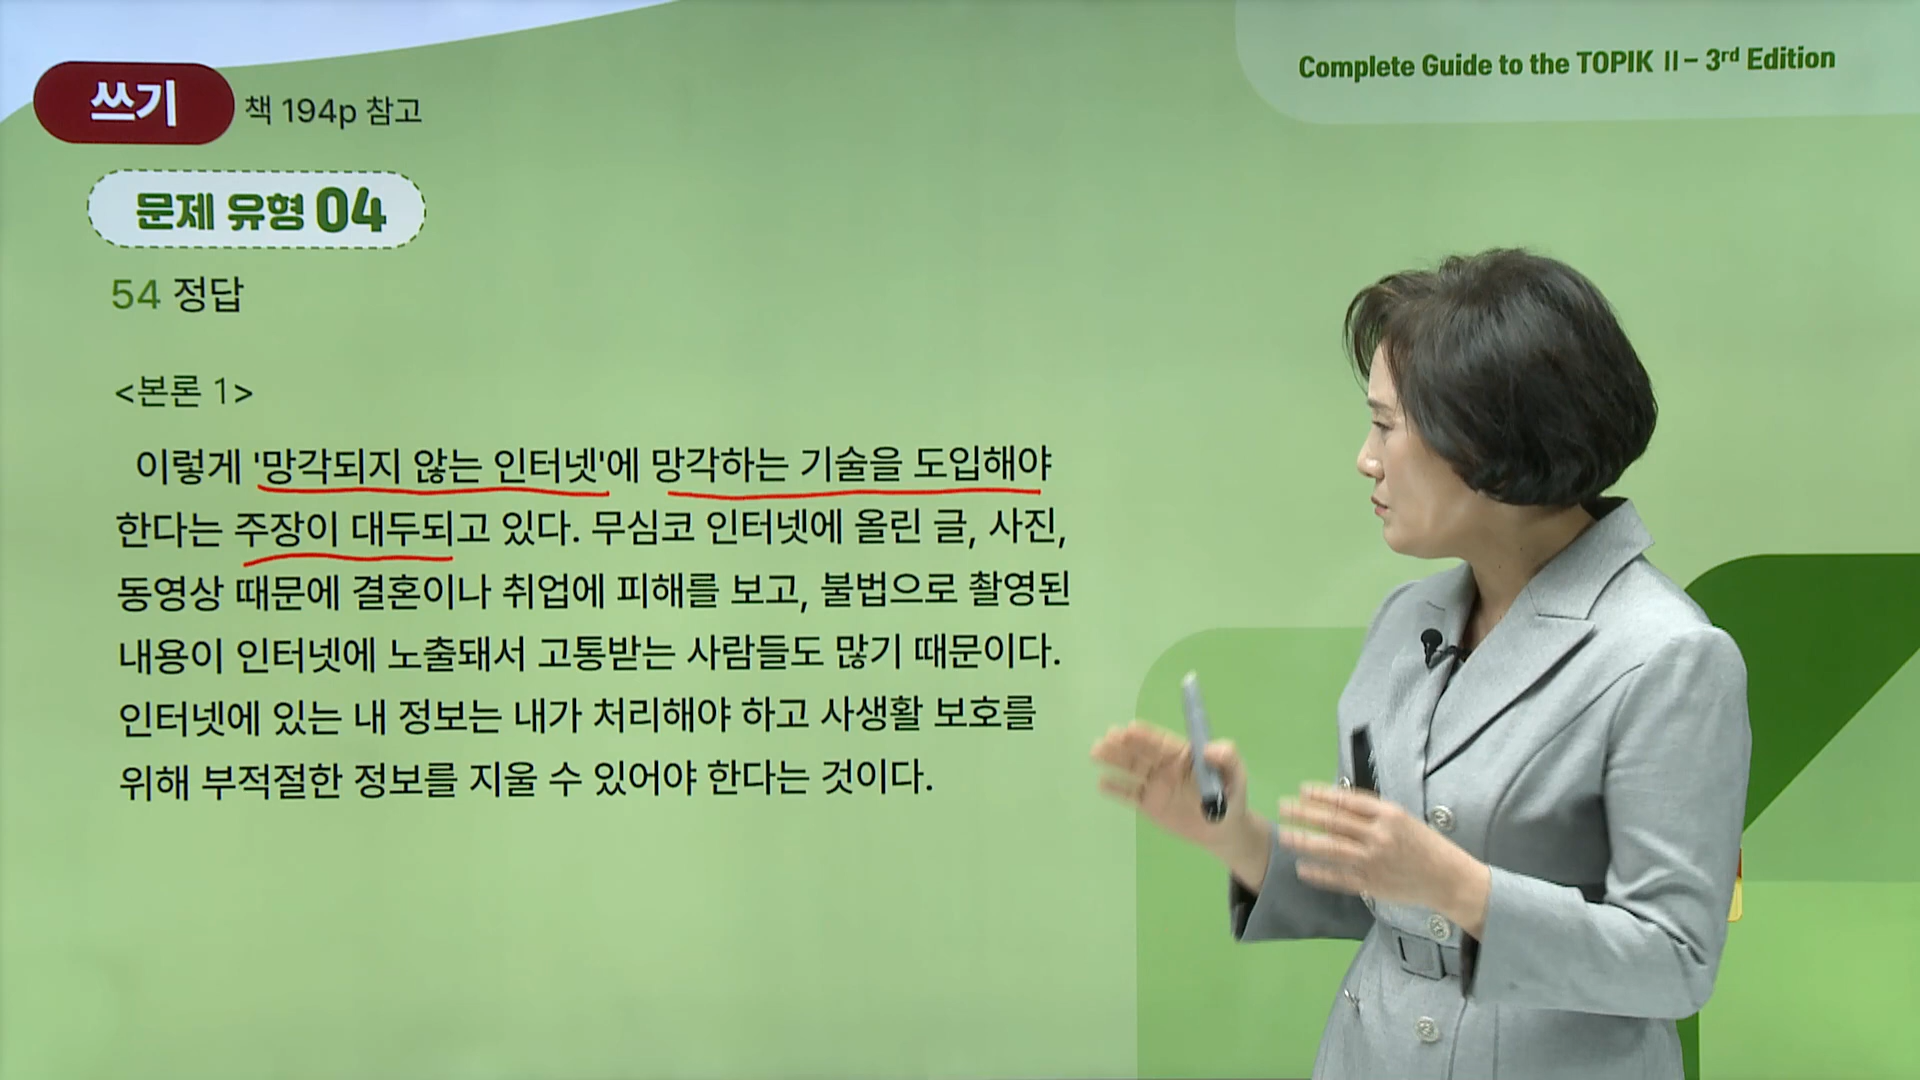 쓰기 책 194p 참고
Complete Guide to the TOPIK II – 3rd Edition
문제 유형 04
54 정답
<본론 1>
이렇게 '망각되지 않는 인터넷'에 망각하는 기술을 도입해야
한다는 주장이 대두되고 있다. 무심코 인터넷에 올린 글, 사진,
동영상 때문에 결혼이나 취업에 피해를 보고, 불법으로 촬영된
내용이 인터넷에 노출돼서 고통받는 사람들도 많기 때문이다.
인터넷에 있는 내 정보는 내가 처리해야 하고 사생활 보호를
위해 부적절한 정보를 지울 수 있어야 한다는 것이다.